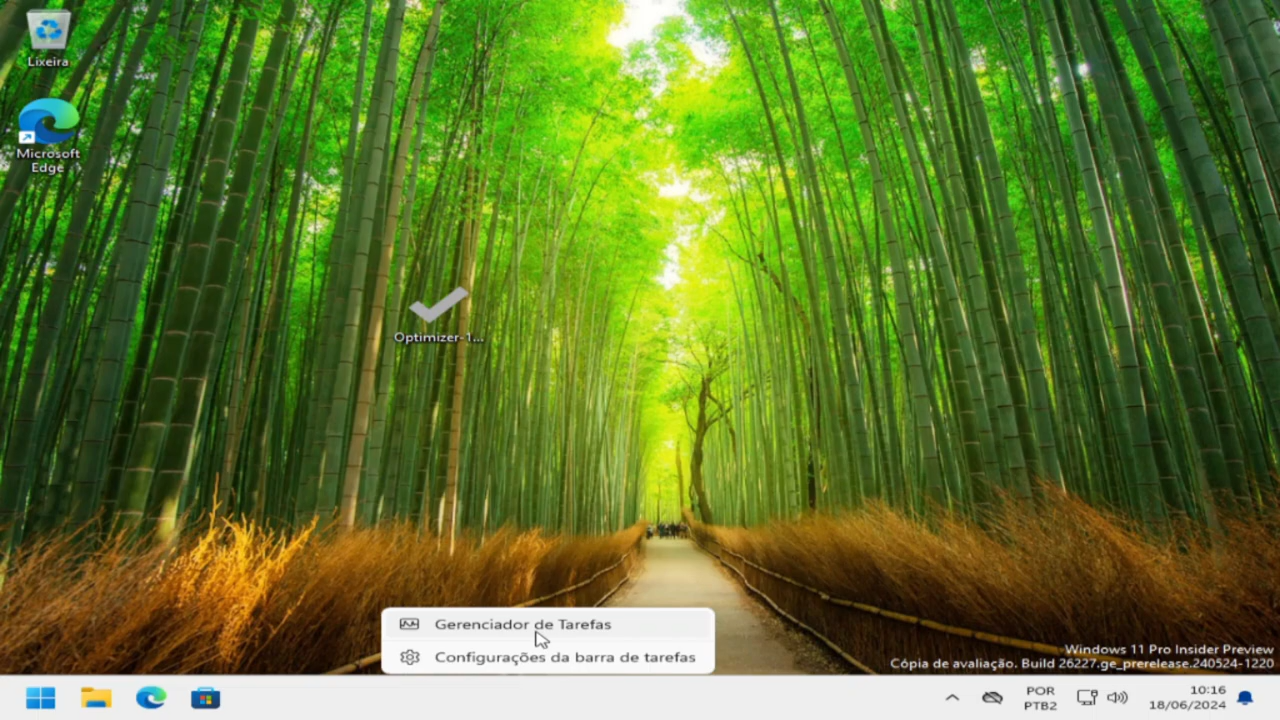 Lixeira
Microsoft
Edge
Optimizer-1...
Gerenciador de Tarefas
Configurações da barra de tarefas
Windows 11 Pro Insider Preview
Cópia de avaliação. Build 26227.ge_prerelease.240524-1220
POR
PTB2
10:16
18/06/2024